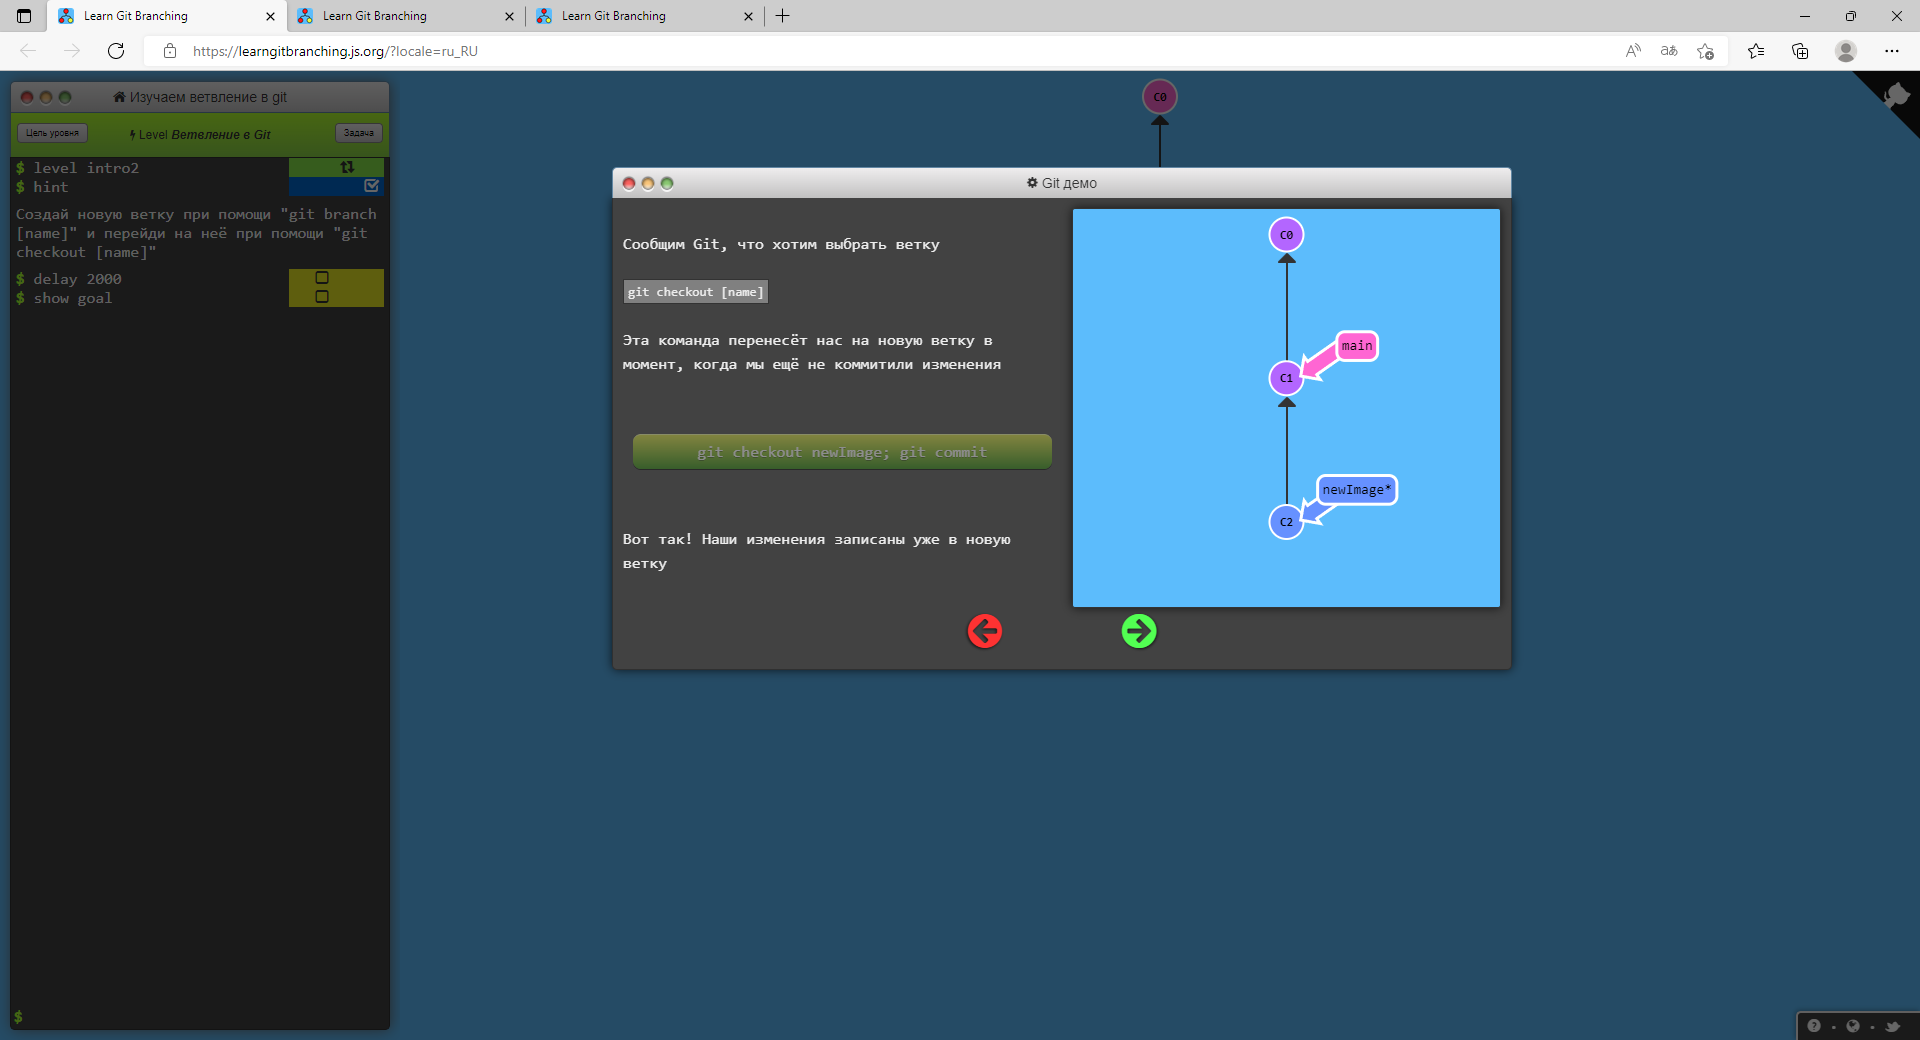 Learn Git Branching
Learn Git Branching
Learn Git Branching
https://learngitbranching.js.org/?locale=ru_RU
Изучаем ветвление в git
Цель уровня
Level Ветвление в Git
Задача
$ level intro2
$ hint
Создай новую ветку при помощи "git branch
[name]" и перейди на неё при помощи "git
checkout [name]"
$ delay 2000
$ show goal
$
C0
Git демо
Сообщим Git, что хотим выбрать ветку
git checkout [name]
Эта команда перенесёт нас на новую ветку в
момент, когда мы ещё не коммитили изменения
git checkout newImage; git commit
Вот так! Наши изменения записаны уже в новую
ветку
C0
main
C1
newImage*
C2